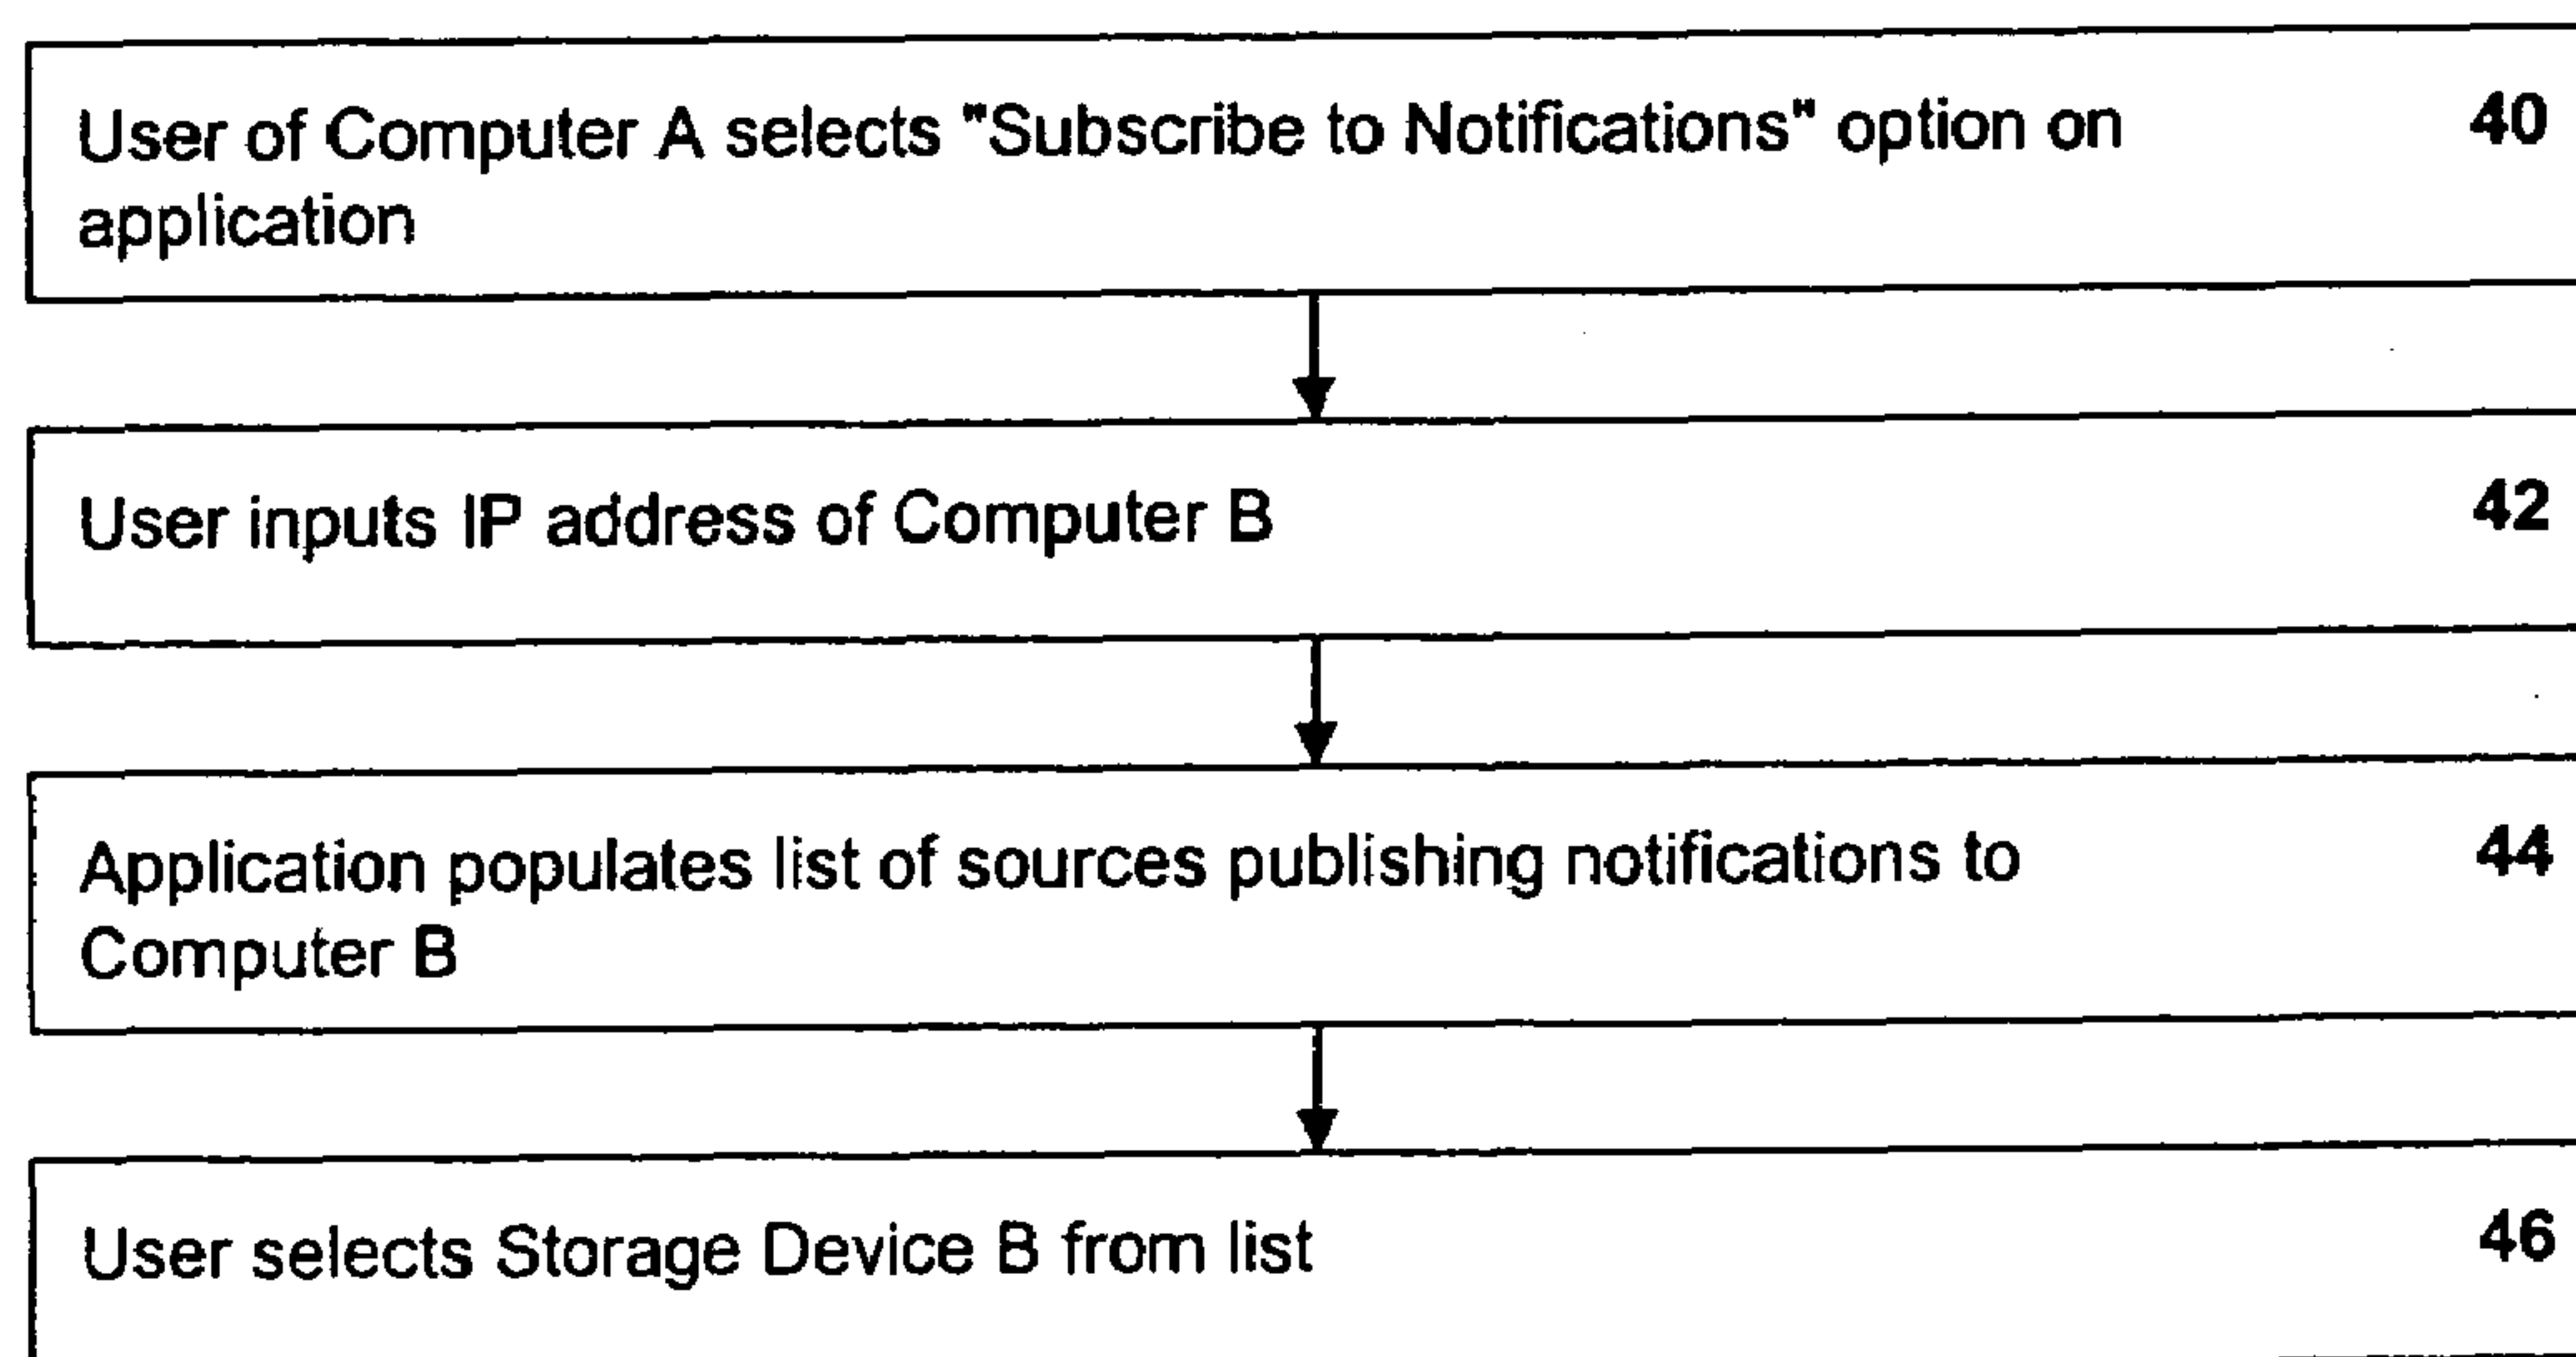 User of Computer A selects "Subscribe to Notifications" option on 40
application
User inputs IP address of Computer B 42
Application populates list of sources publishing notifications to 44
Computer B
User selects Storage Device B from list 46